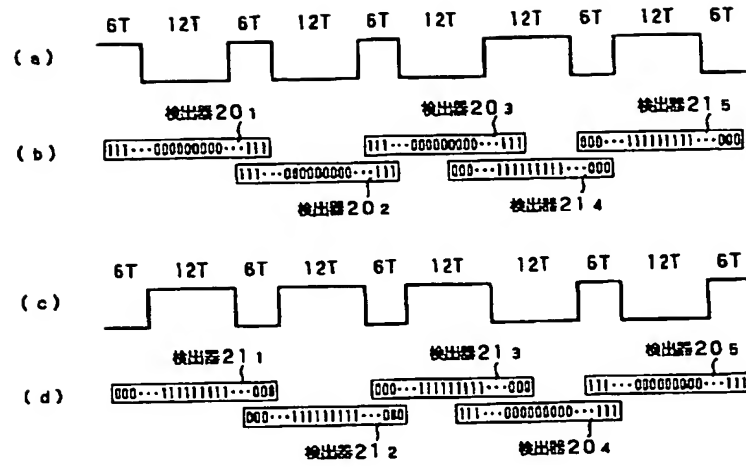 6T 12T 6T 12T 6T 12T 12T 6T 12T 6T
(a)
検出器20₁ 検出器20₃ 検出器21₅
(b)
111・・・000000000・・・111 111・・・000000000・・・111 000・・・111111111・・・000
111・・・000000000・・・111 000・・・111111111・・・000
検出器20₂ 検出器21₄
6T 12T 6T 12T 6T 12T 12T 6T 12T 6T
(c)
検出器21₁ 検出器21₃ 検出器20₅
(d)
000・・・111111111・・・000 000・・・111111111・・・000 111・・・000000000・・・111
000・・・111111111・・・000 111・・・000000000・・・111
検出器21₂ 検出器20₄